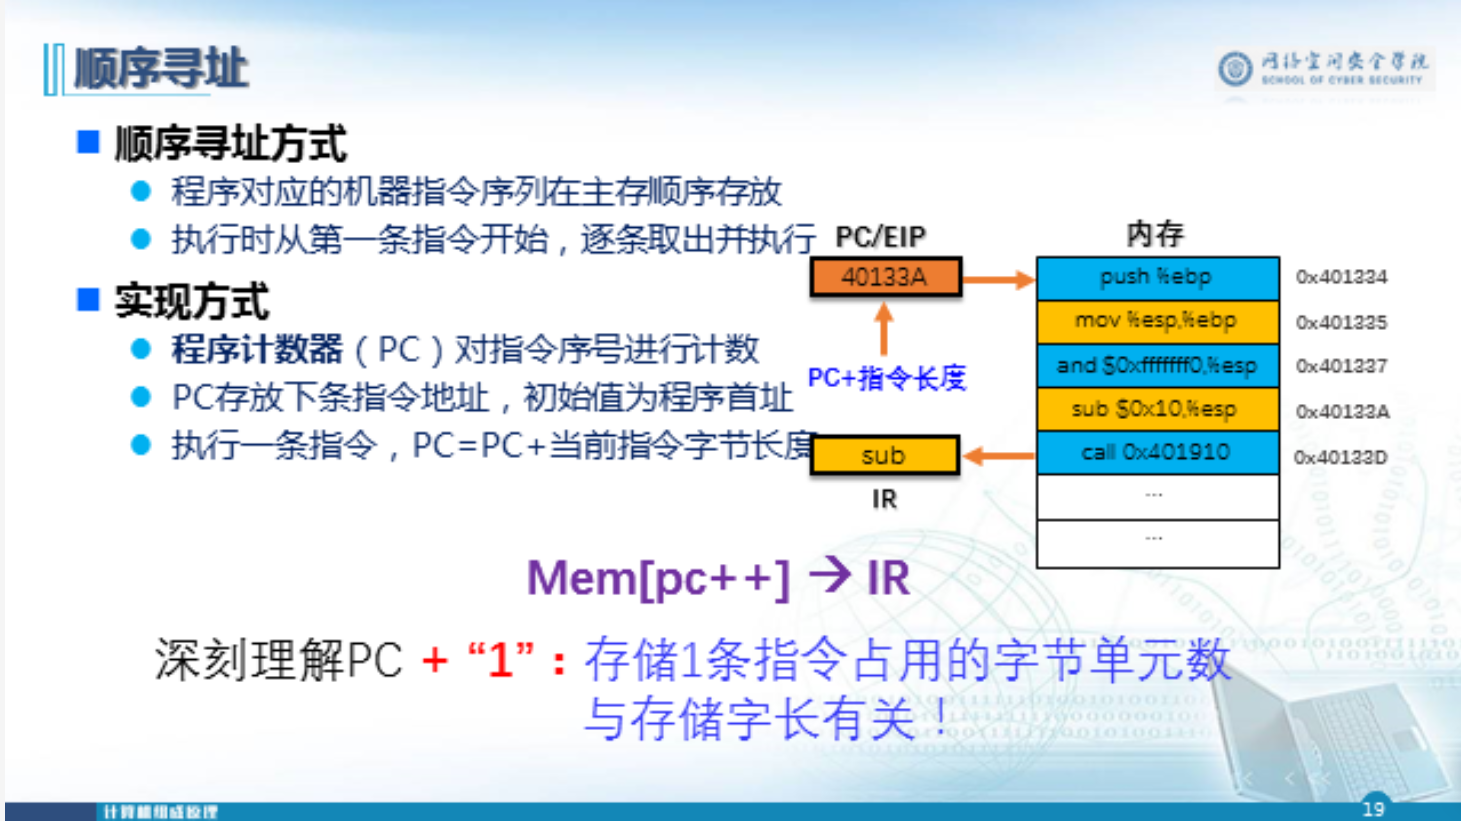 顺序寻址
网络空间安全学院
SCHOOL OF CYBER SECURITY
顺序寻址方式
程序对应的机器指令序列在主存顺序存放
执行时从第一条指令开始，逐条取出并执行
实现方式
程序计数器（PC）对指令序号进行计数
PC存放下条指令地址，初始值为程序首址
执行一条指令，PC=PC+当前指令字节长度
PC/EIP
40133A
PC+指令长度
sub
IR
内存
push %ebp
0x401334
mov %esp,%ebp
0x401335
and $0xfffffff0,%esp
0x401337
sub $0x10,%esp
0x40133A
call 0x401910
0x40133D
...
...
Mem[pc++] → IR
深刻理解PC + “1”：存储1条指令占用的字节单元数
与存储字长有关！
计算机组成原理
19